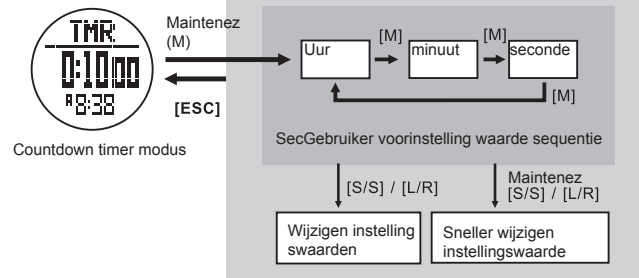 TMR
0:10 00
A 8:38
Countdown timer modus
Maintenez
(M)
[ESC]
Uur
[M]
minuut
[M]
seconde
[M]
SecGebruiker voorinstelling waarde sequentie
[S/S] / [L/R]
Maintenez
[S/S] / [L/R]
Wijzigen instelling
swaarden
Sneller wijzigen
instellingswaarde